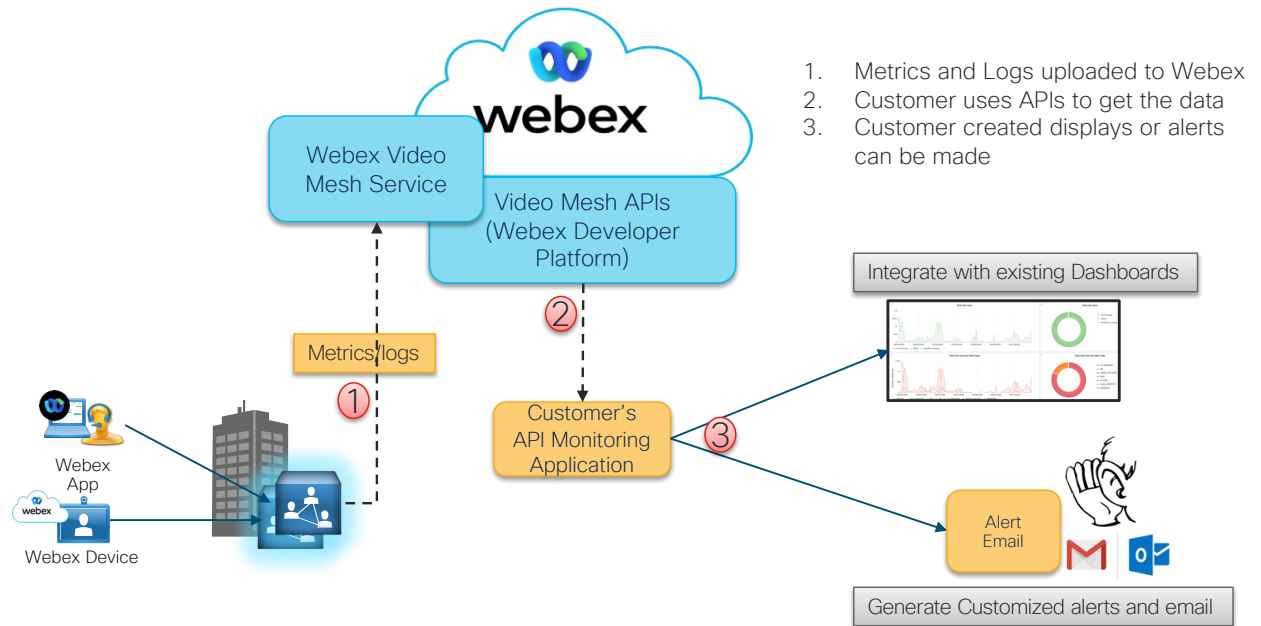 webex
1. Metrics and Logs uploaded to Webex
2. Customer uses APIs to get the data
3. Customer created displays or alerts
can be made
Webex Video
Mesh Service
Video Mesh APIs
(Webex Developer
Platform)
Integrate with existing Dashboards
2
Metrics/logs
1
Customer's
API Monitoring
Application
3
Webex
App
webex
Webex Device
Alert
Email
Generate Customized alerts and email